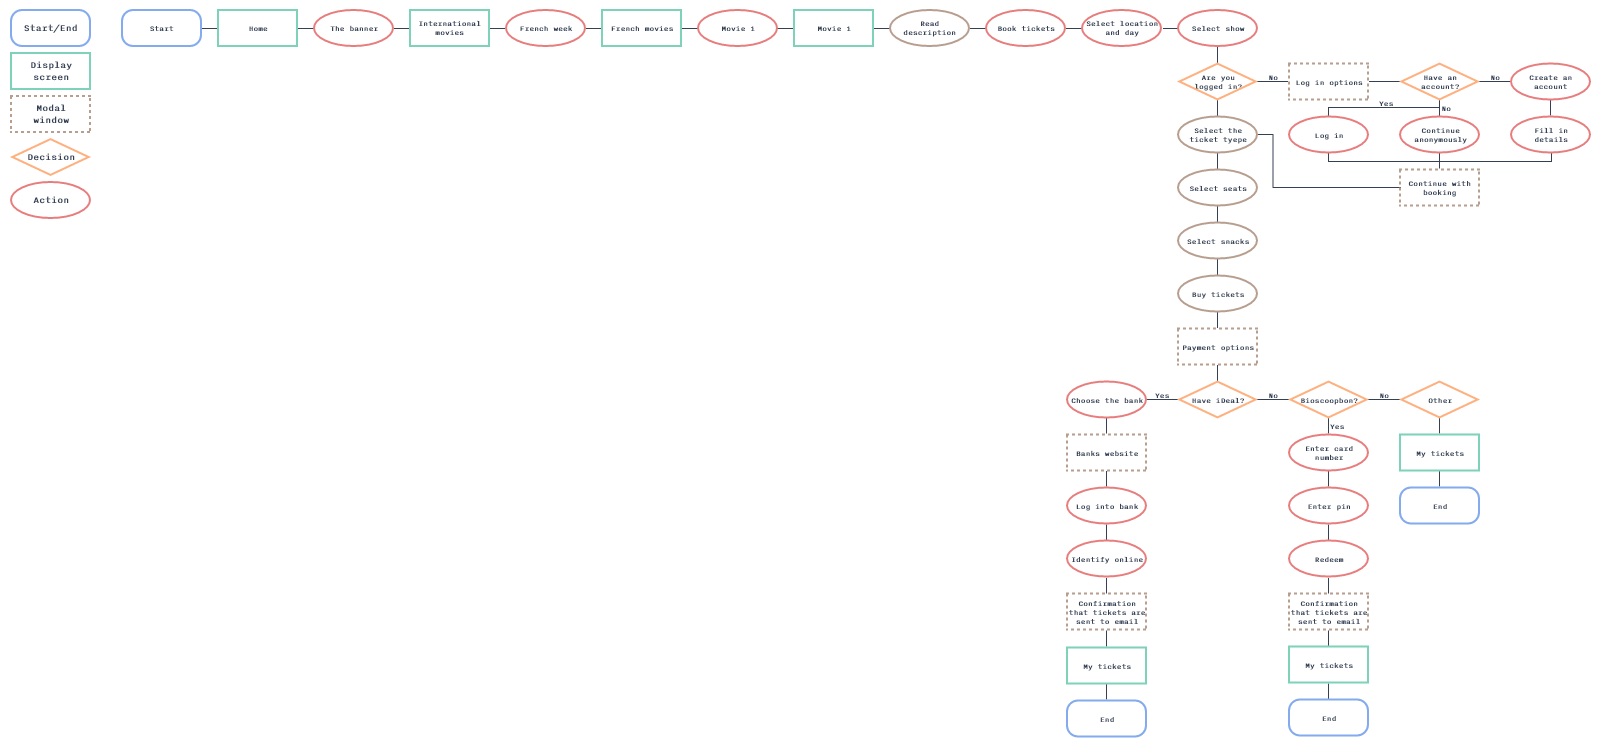 Start/End
Display
screen
Modal
window
Decision
Action
Start
Home
The banner
International
movies
French week
French movies
Movie 1
Movie 1
Read
description
Book tickets
Select location
and day
Select show
Are you
logged in?
No
Log in options
Have an
account?
No
Create an
account
Yes
No
Select the
ticket tyepe
Log in
Continue
anonymously
Fill in
details
Select seats
Continue with
booking
Select snacks
Buy tickets
Payment options
Choose the bank
Yes
Have iDeal?
No
Bioscoopbon?
No
Other
Yes
Banks website
Enter card
number
My tickets
Log into bank
Enter pin
End
Identify online
Redeem
Confirmation
that tickets are
sent to email
Confirmation
that tickets are
sent to email
My tickets
My tickets
End
End